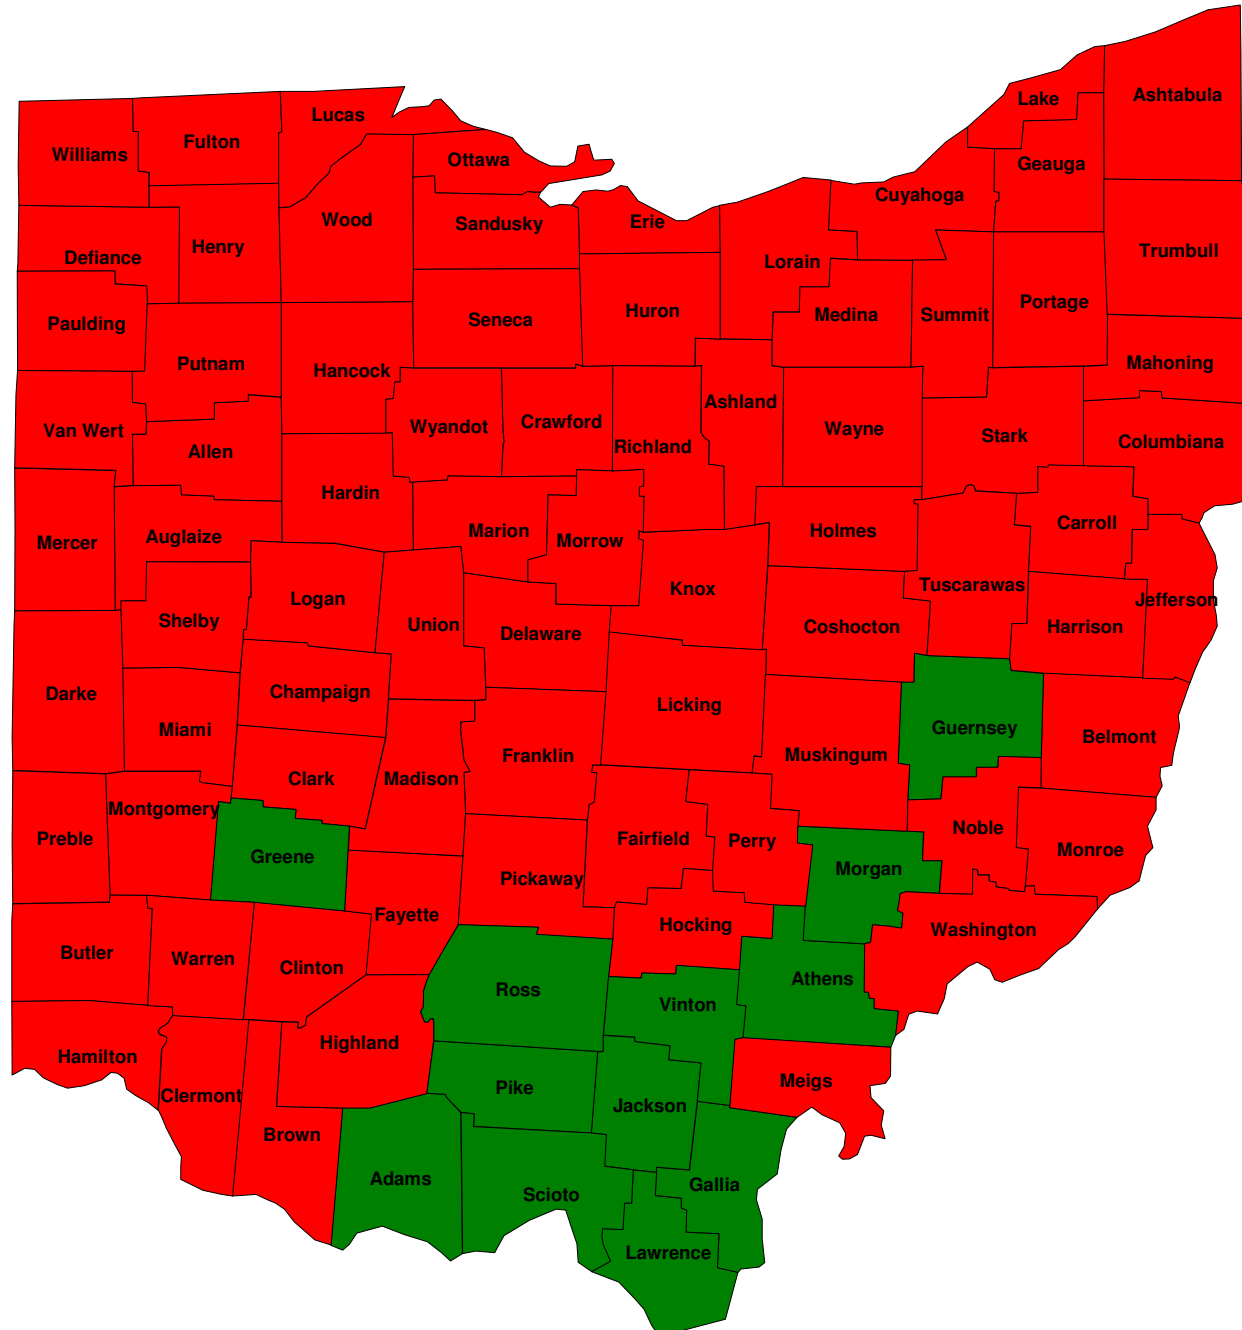 Lake
Ashtabula
Lucas
Fulton
Williams
Ottawa
Geauga
Cuyahoga
Wood
Sandusky
Erie
Henry
Defiance
Lorain
Trumbull
Paulding
Seneca
Huron
Medina
Summit
Portage
Putnam
Hancock
Mahoning
Van Wert
Allen
Wyandot
Crawford
Richland
Ashland
Wayne
Stark
Columbiana
Hardin
Mercer
Auglaize
Marion
Morrow
Holmes
Carroll
Logan
Knox
Tuscarawas
Jefferson
Shelby
Union
Delaware
Coshocton
Harrison
Darke
Champaign
Licking
Miami
Franklin
Muskingum
Guernsey
Belmont
Clark
Madison
Montgomery
Preble
Greene
Fairfield
Perry
Noble
Monroe
Pickaway
Morgan
Fayette
Hocking
Washington
Butler
Warren
Clinton
Ross
Vinton
Athens
Hamilton
Highland
Clermont
Pike
Jackson
Meigs
Brown
Adams
Scioto
Gallia
Lawrence